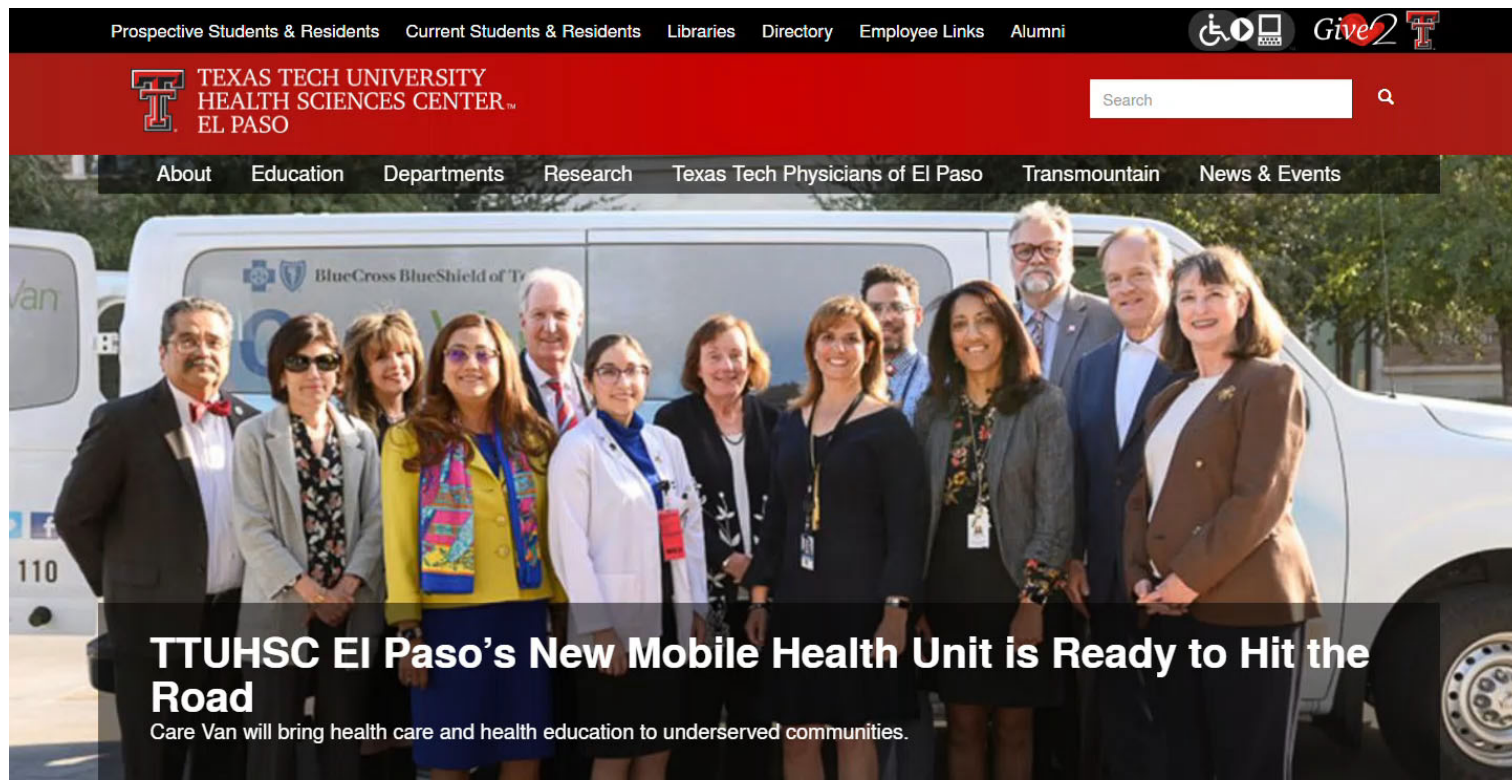 Prospective Students & Residents Current Students & Residents Libraries Directory Employee Links Alumni Give2
TEXAS TECH UNIVERSITY
HEALTH SCIENCES CENTER™
EL PASO
Search
About Education Departments Research Texas Tech Physicians of El Paso Transmountain News & Events
BlueCross BlueShield of
Van
110
TTUHSC El Paso’s New Mobile Health Unit is Ready to Hit the
Road
Care Van will bring health care and health education to underserved communities.